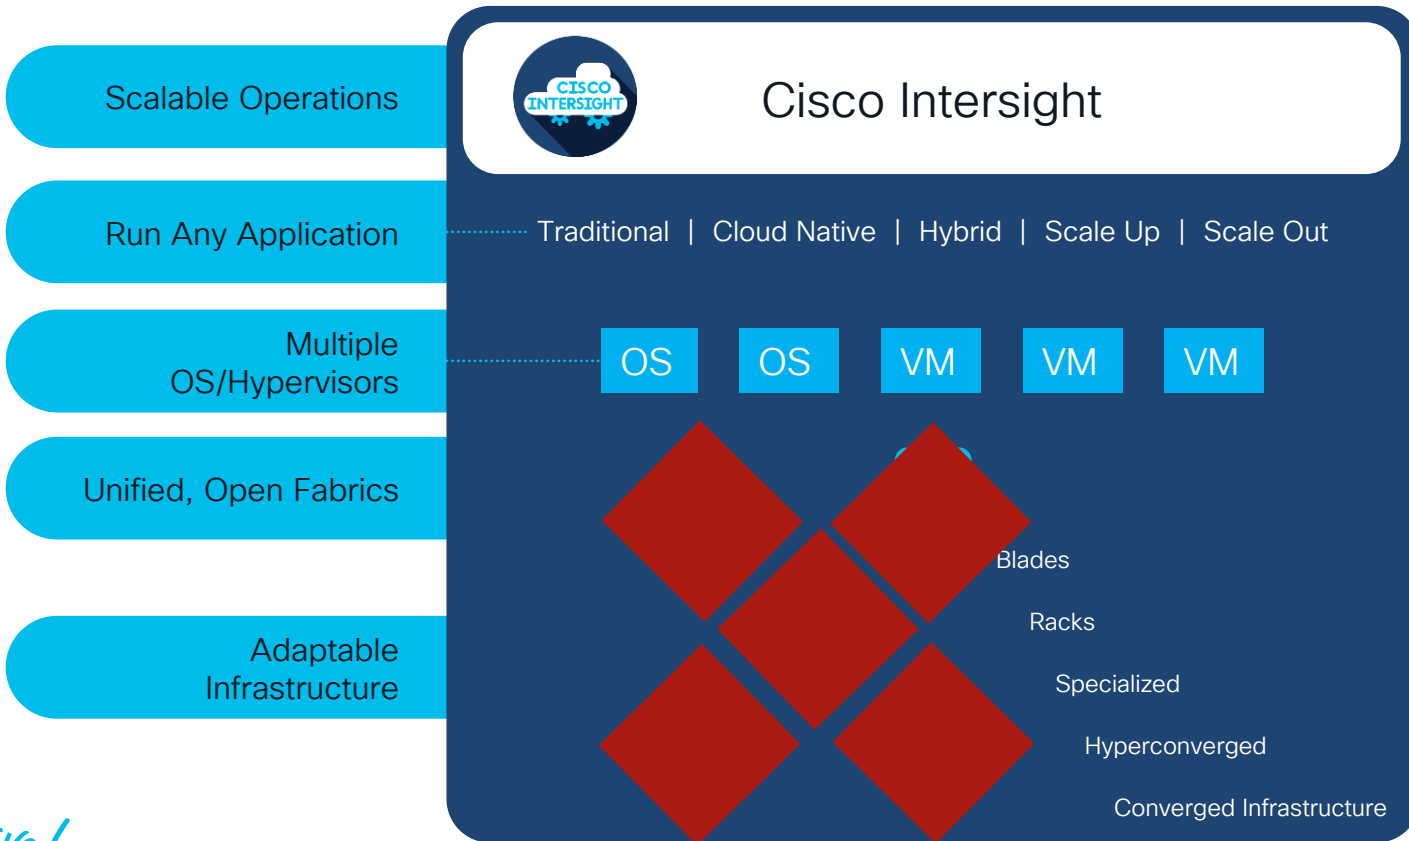 Scalable Operations
CISCO
INTERSIGHT
Cisco Intersight
Run Any Application
Traditional | Cloud Native | Hybrid | Scale Up | Scale Out
Multiple
OS/Hypervisors
OS OS VM VM VM
Unified, Open Fabrics
Blades
Racks
Adaptable
Infrastructure
Specialized
Hyperconverged
Converged Infrastructure